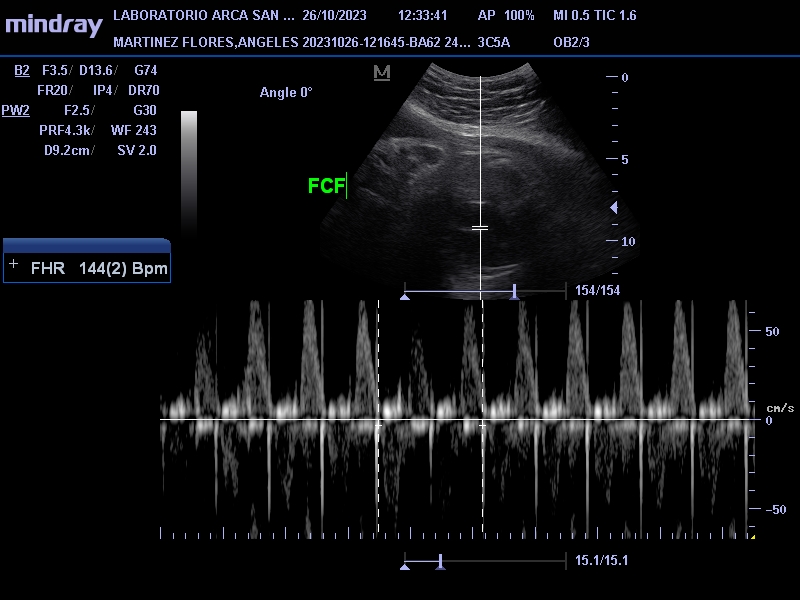 mindray
LABORATORIO ARCA SAN ... 26/10/2023 12:33:41 AP 100% MI 0.5 TIC 1.6
MARTINEZ FLORES,ANGELES 20231026-121645-BA62 24... 3C5A OB2/3
B2 F3.5/ D13.6/ G74
FR20/ IP4/ DR70
PW2 F2.5/ G30
PRF4.3k/ WF 243
D9.2cm/ SV 2.0
Angle 0°
M
0
5
10
FCF
+ FHR 144(2) Bpm
154/154
50
cm/s
0
-50
15.1/15.1